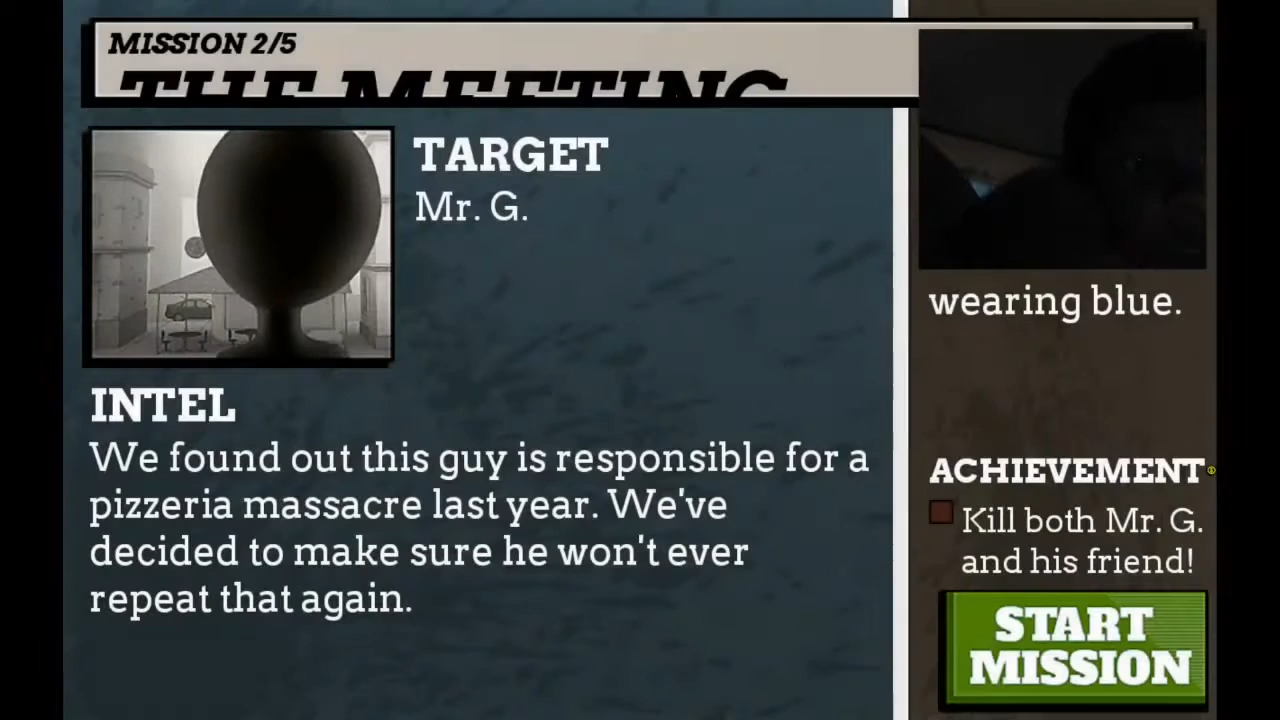 MISSION 2/5
THE MEETING
TARGET
Mr. G.
INTEL
We found out this guy is responsible for a
pizzeria massacre last year. We've
decided to make sure he won't ever
repeat that again.
wearing blue.
ACHIEVEMENT
Kill both Mr. G.
and his friend!
START
MISSION